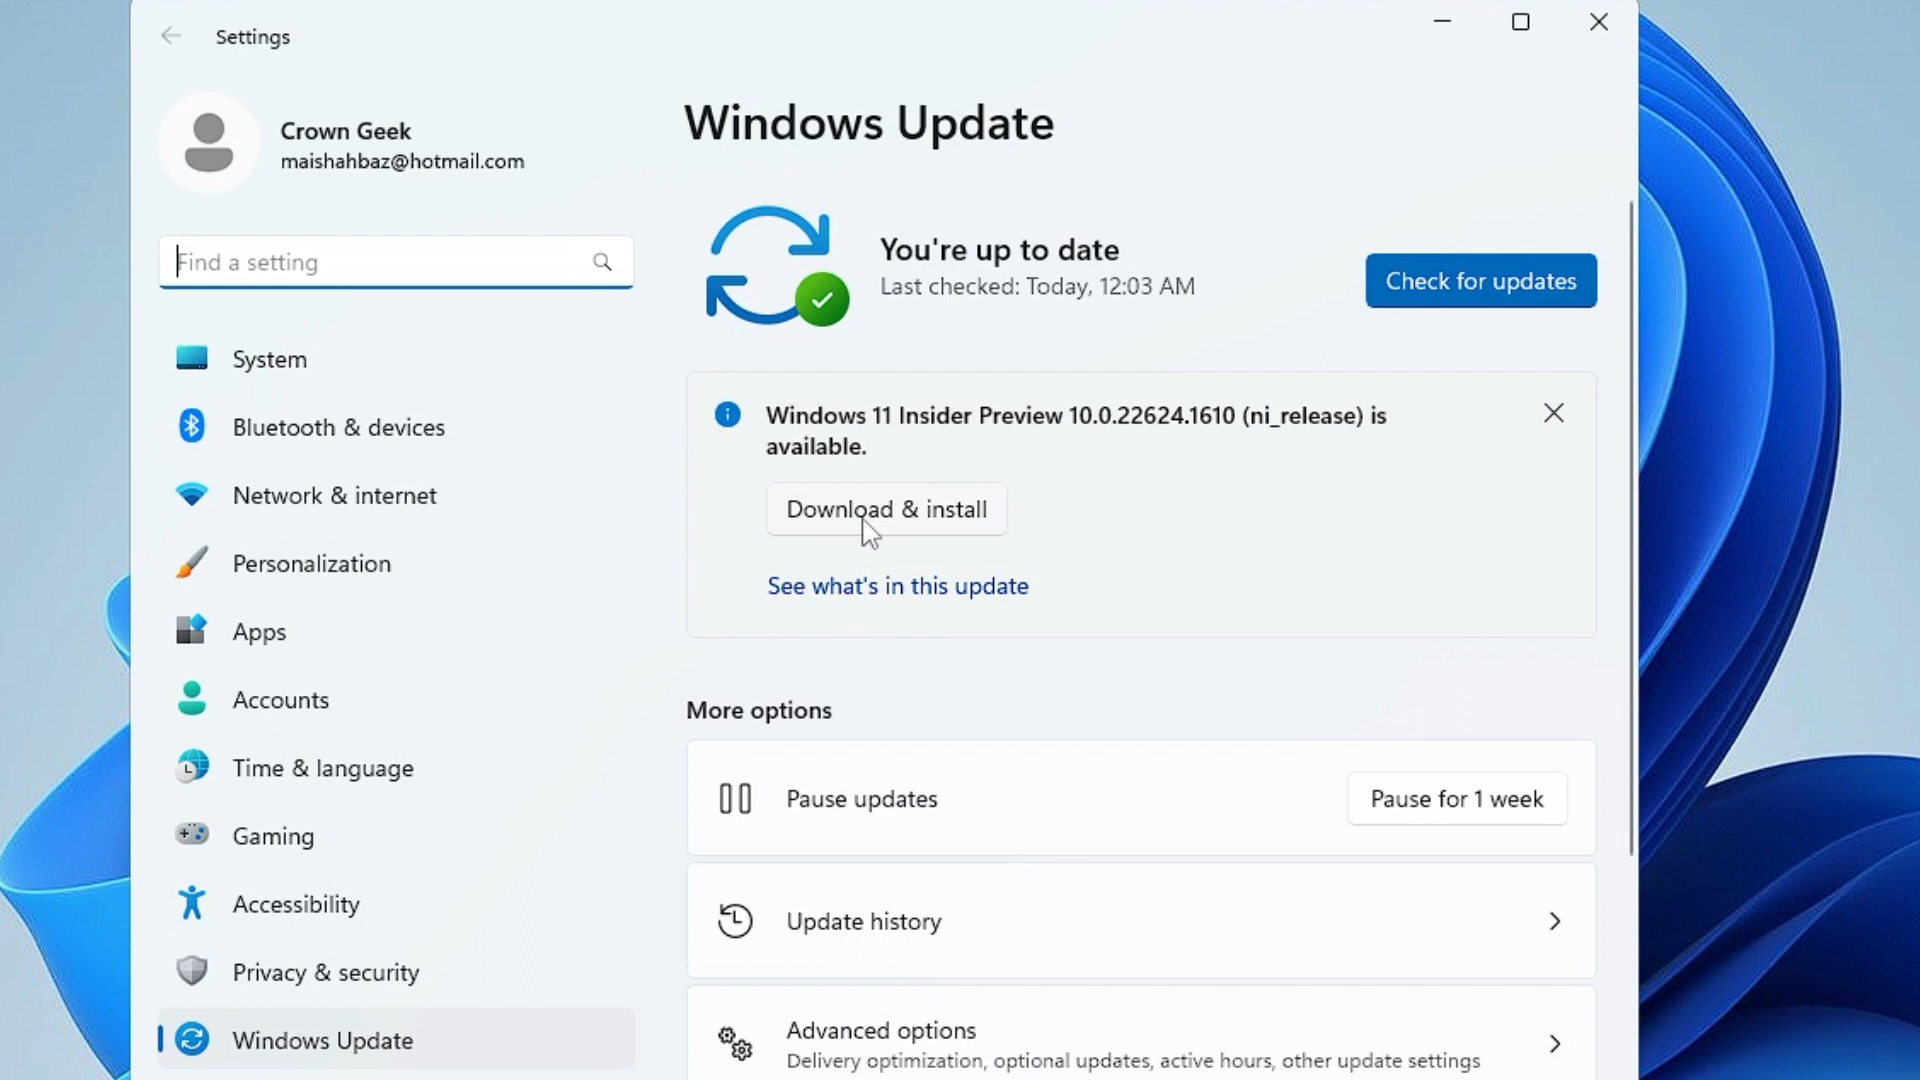 Settings
Crown Geek
maishahbaz@hotmail.com
Find a setting
System
Bluetooth & devices
Network & internet
Personalization
Apps
Accounts
Time & language
Gaming
Accessibility
Privacy & security
Windows Update
Windows Update
You're up to date
Last checked: Today, 12:03 AM
Check for updates
Windows 11 Insider Preview 10.0.22624.1610 (ni_release) is
available.
Download & install
See what's in this update
More options
Pause updates
Pause for 1 week
Update history
Advanced options
Delivery optimization, optional updates, active hours, other update settings